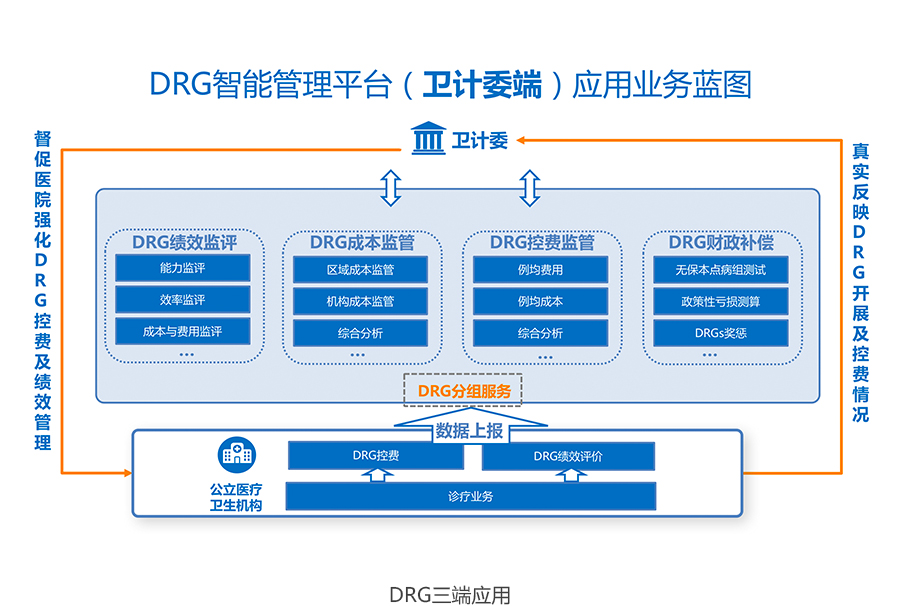 DRG智能管理平台（卫计委端）应用业务蓝图
卫计委
督促医院强化DRG控费及绩效管理
真实反映DRG开展及控费情况
DRG绩效监评
能力监评
效率监评
成本与费用监评
...
DRG成本监管
区域成本监管
机构成本监管
综合分析
...
DRG控费监管
例均费用
例均成本
综合分析
...
DRG财政补偿
无保本点病组测试
政策性亏损测算
DRGs奖惩
...
DRG分组服务
数据上报
公立医疗
卫生机构
DRG控费
DRG绩效评价
诊疗业务
DRG三端应用